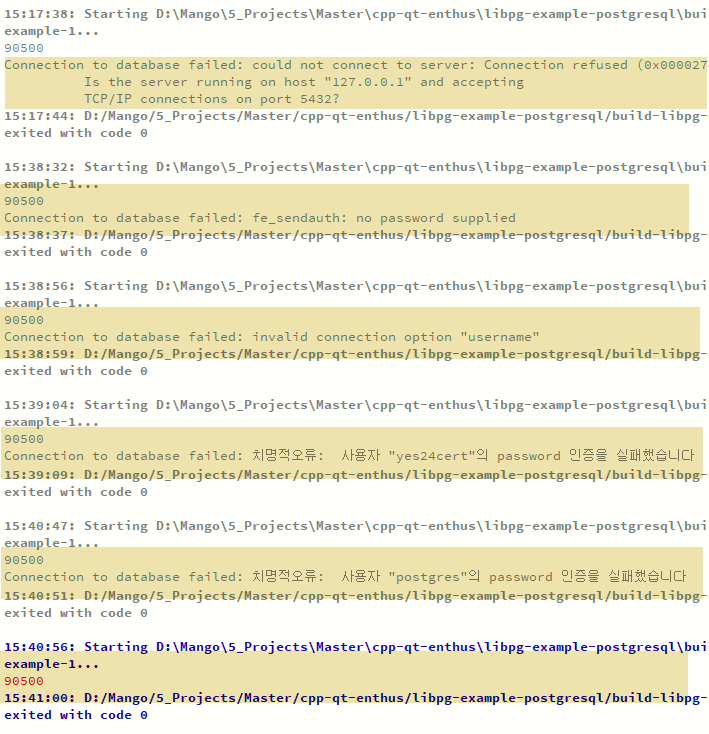 15:17:38: Starting D:\Mango\5_Projects\Master\cpp-qt-enthus\libpg-example-postgresql\bui
example-1...
90500
Connection to database failed: could not connect to server: Connection refused (0x000027
Is the server running on host "127.0.0.1" and accepting
TCP/IP connections on port 5432?
15:17:44: D:/Mango/5_Projects/Master/cpp-qt-enthus/libpg-example-postgresql/build-libpg-
exited with code 0
15:38:32: Starting D:\Mango\5_Projects\Master\cpp-qt-enthus\libpg-example-postgresql\bui
example-1...
90500
Connection to database failed: fe_sendauth: no password supplied
15:38:37: D:/Mango/5_Projects/Master/cpp-qt-enthus/libpg-example-postgresql/build-libpg-
exited with code 0
15:38:56: Starting D:\Mango\5_Projects\Master\cpp-qt-enthus\libpg-example-postgresql\bui
example-1...
90500
Connection to database failed: invalid connection option "username"
15:38:59: D:/Mango/5_Projects/Master/cpp-qt-enthus/libpg-example-postgresql/build-libpg-
exited with code 0
15:39:04: Starting D:\Mango\5_Projects\Master\cpp-qt-enthus\libpg-example-postgresql\bui
example-1...
90500
Connection to database failed: 치명적오류:  사용자 "yes24cert"의 password 인증을 실패했습니다
15:39:09: D:/Mango/5_Projects/Master/cpp-qt-enthus/libpg-example-postgresql/build-libpg-
exited with code 0
15:40:47: Starting D:\Mango\5_Projects\Master\cpp-qt-enthus\libpg-example-postgresql\bui
example-1...
90500
Connection to database failed: 치명적오류:  사용자 "postgres"의 password 인증을 실패했습니다
15:40:51: D:/Mango/5_Projects/Master/cpp-qt-enthus/libpg-example-postgresql/build-libpg-
exited with code 0
15:40:56: Starting D:\Mango\5_Projects\Master\cpp-qt-enthus\libpg-example-postgresql\bui
example-1...
90500
15:41:00: D:/Mango/5_Projects/Master/cpp-qt-enthus/libpg-example-postgresql/build-libpg-
exited with code 0